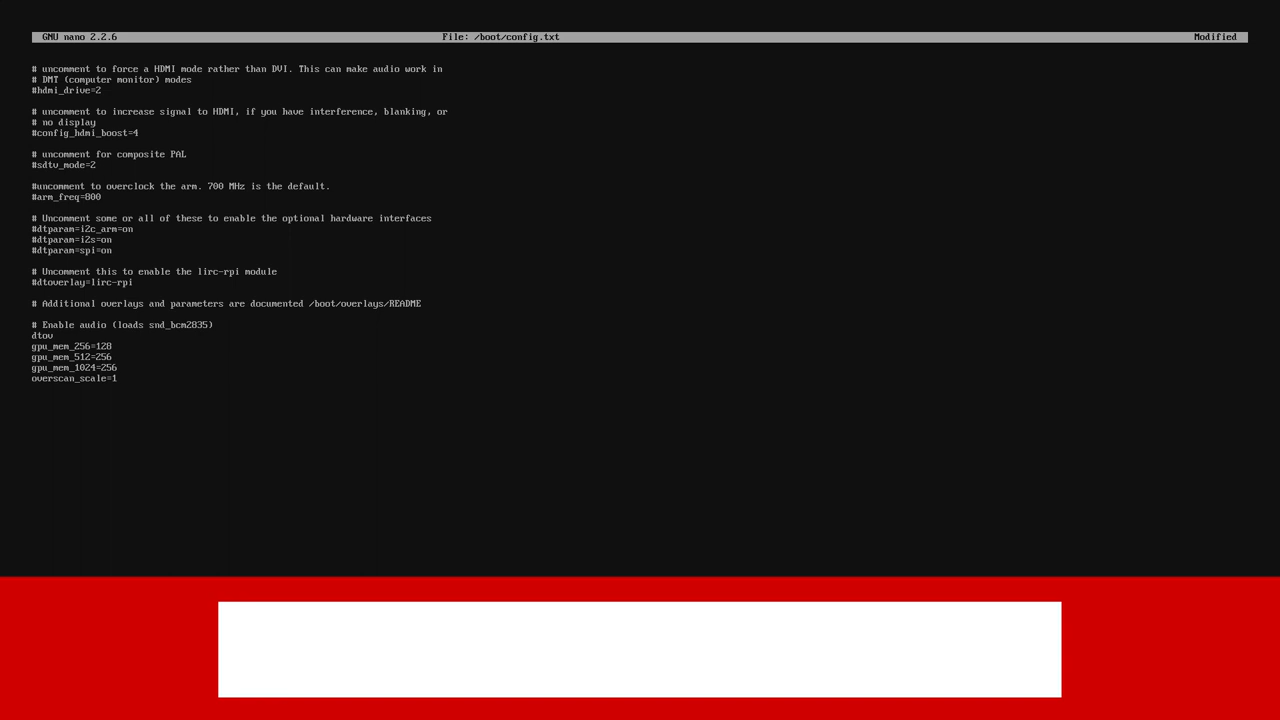 GNU nano 2.2.6 File: /boot/config.txt Modified
# uncomment to force a HDMI mode rather than DVI. This can make audio work in
# DMT (computer monitor) modes
#hdmi_drive=2
# uncomment to increase signal to HDMI, if you have interference, blanking, or
# no display
#config_hdmi_boost=4
# uncomment for composite PAL
#sdtv_mode=2
#uncomment to overclock the arm. 700 MHz is the default.
#arm_freq=800
# Uncomment some or all of these to enable the optional hardware interfaces
#dtparam=i2c_arm=on
#dtparam=i2s=on
#dtparam=spi=on
# Uncomment this to enable the lirc-rpi module
#dtoverlay=lirc-rpi
# Additional overlays and parameters are documented /boot/overlays/README
# Enable audio (loads snd_bcm2835)
dtov
gpu_mem_256=128
gpu_mem_512=256
gpu_mem_1024=256
overscan_scale=1